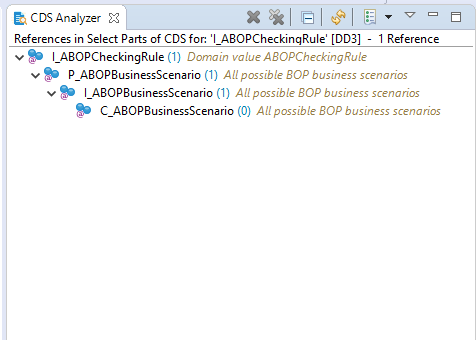 CDS Analyzer
References in Select Parts of CDS for: 'I_ABOPCheckingRule' [DD3] - 1 Reference
I_ABOPCheckingRule (1) Domain value ABOPCheckingRule
P_ABOPBusinessScenario (1) All possible BOP business scenarios
I_ABOPBusinessScenario (1) All possible BOP business scenarios
C_ABOPBusinessScenario (0) All possible BOP business scenarios